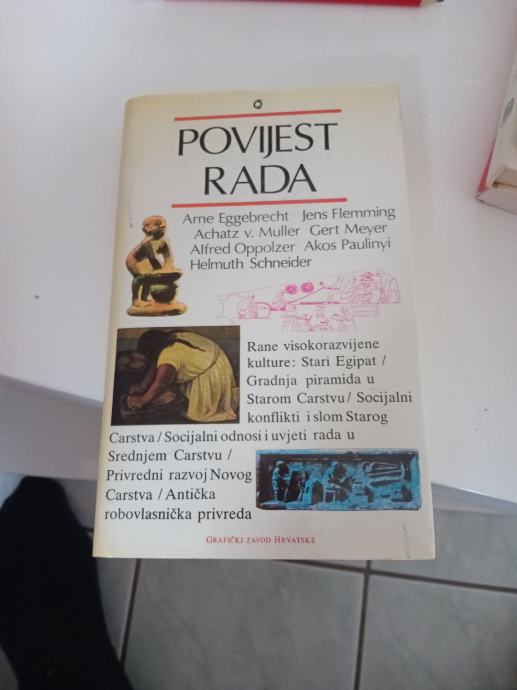 POVIJEST
RADA
Arne Eggebrecht Jens Flemming
Achatz v. Muller Gert Meyer
Alfred Oppolzer Akos Paulinyi
Helmuth Schneider
Rane visokorazvijene
kulture: Stari Egipat /
Gradnja piramida u
Starom Carstvu / Socijalni
konflikti i slom Starog
Carstva / Socijalni odnosi i uvjeti rada u
Srednjem Carstvu /
Privredni razvoj Novog
Carstva / Antička
robovlasnička privreda
GRAFIČKI ZAVOD HRVATSKE